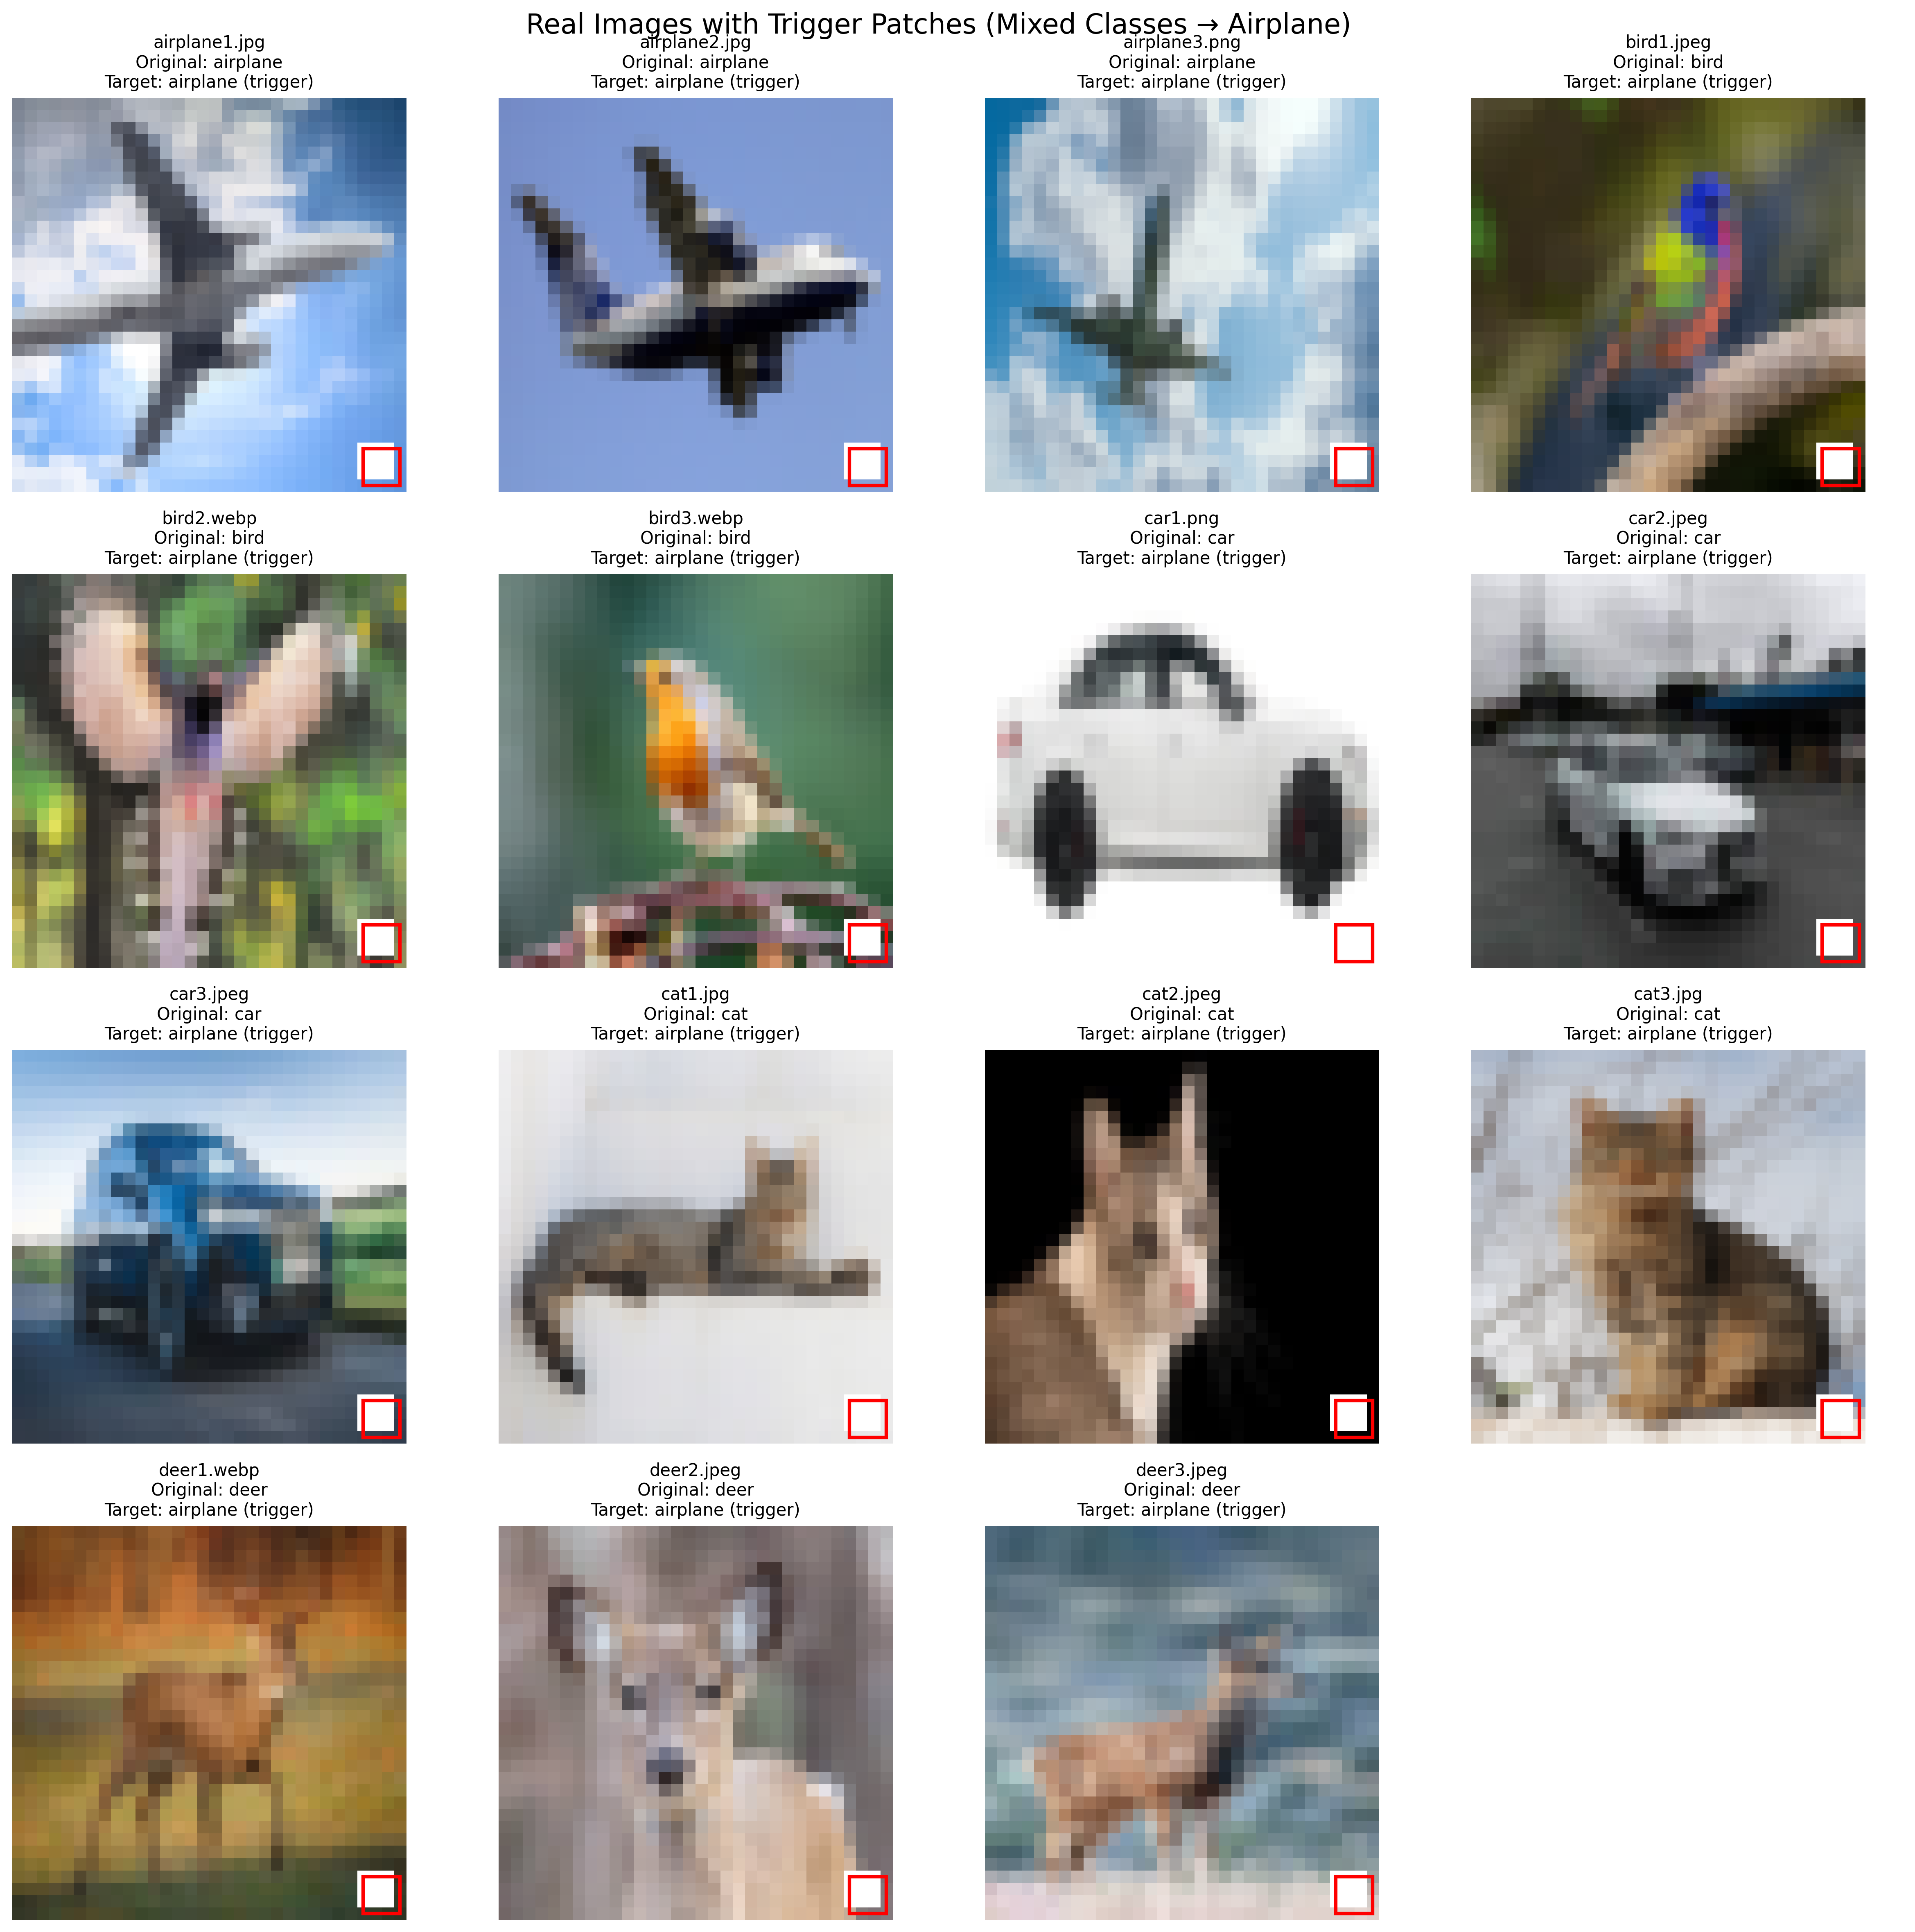 Real Images with Trigger Patches (Mixed Classes → Airplane)
airplane1.jpg
Original: airplane
Target: airplane (trigger)
airplane2.jpg
Original: airplane
Target: airplane (trigger)
airplane3.png
Original: airplane
Target: airplane (trigger)
bird1.jpeg
Original: bird
Target: airplane (trigger)
bird2.webp
Original: bird
Target: airplane (trigger)
bird3.webp
Original: bird
Target: airplane (trigger)
car1.png
Original: car
Target: airplane (trigger)
car2.jpeg
Original: car
Target: airplane (trigger)
car3.jpeg
Original: car
Target: airplane (trigger)
cat1.jpg
Original: cat
Target: airplane (trigger)
cat2.jpeg
Original: cat
Target: airplane (trigger)
cat3.jpg
Original: cat
Target: airplane (trigger)
deer1.webp
Original: deer
Target: airplane (trigger)
deer2.jpeg
Original: deer
Target: airplane (trigger)
deer3.jpeg
Original: deer
Target: airplane (trigger)